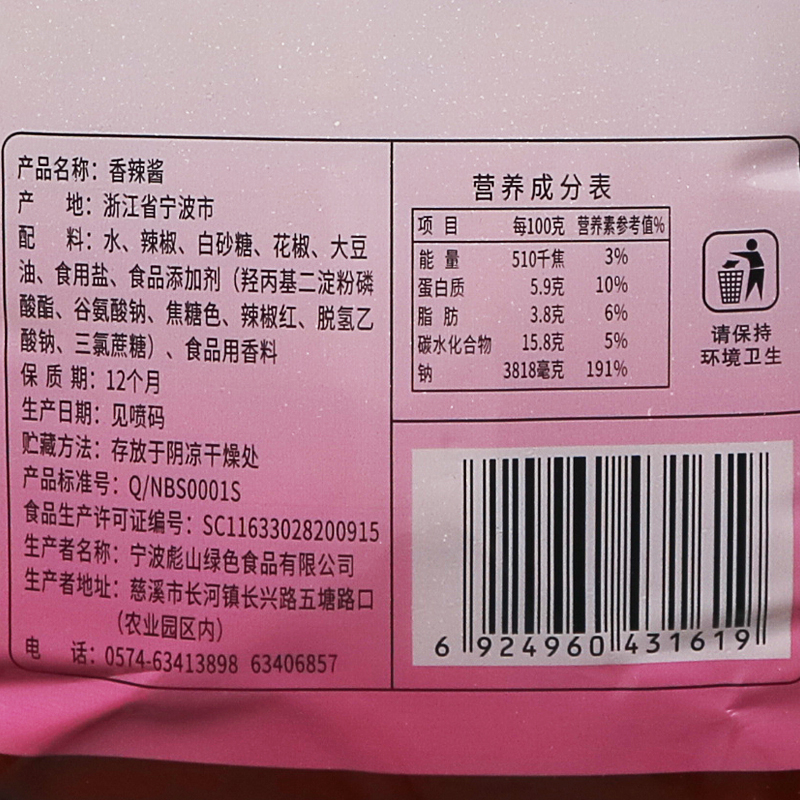 产品名称：香辣酱
产 地：浙江省宁波市
配 料：水、辣椒、白砂糖、花椒、大豆
油、食用盐、食品添加剂（羟丙基二淀粉磷
酸酯、谷氨酸钠、焦糖色、辣椒红、脱氢乙
酸钠、三氯蔗糖）、食品用香料
保 质 期：12个月
生产日期：见喷码
贮藏方法：存放于阴凉干燥处
产品标准号：Q/NBS0001S
食品生产许可证编号：SC11633028200915
生产者名称：宁波彪山绿色食品有限公司
生产者地址：慈溪市长河镇长兴路五塘路口
（农业园区内）
电 话：0574-63413898 63406857
营养成分表
项 目 每100克 营养素参考值%
能 量 510千焦 3%
蛋白质 5.9克 10%
脂 肪 3.8克 6%
碳水化合物 15.8克 5%
钠 3818毫克 191%
请保持
环境卫生
6 924960 431619